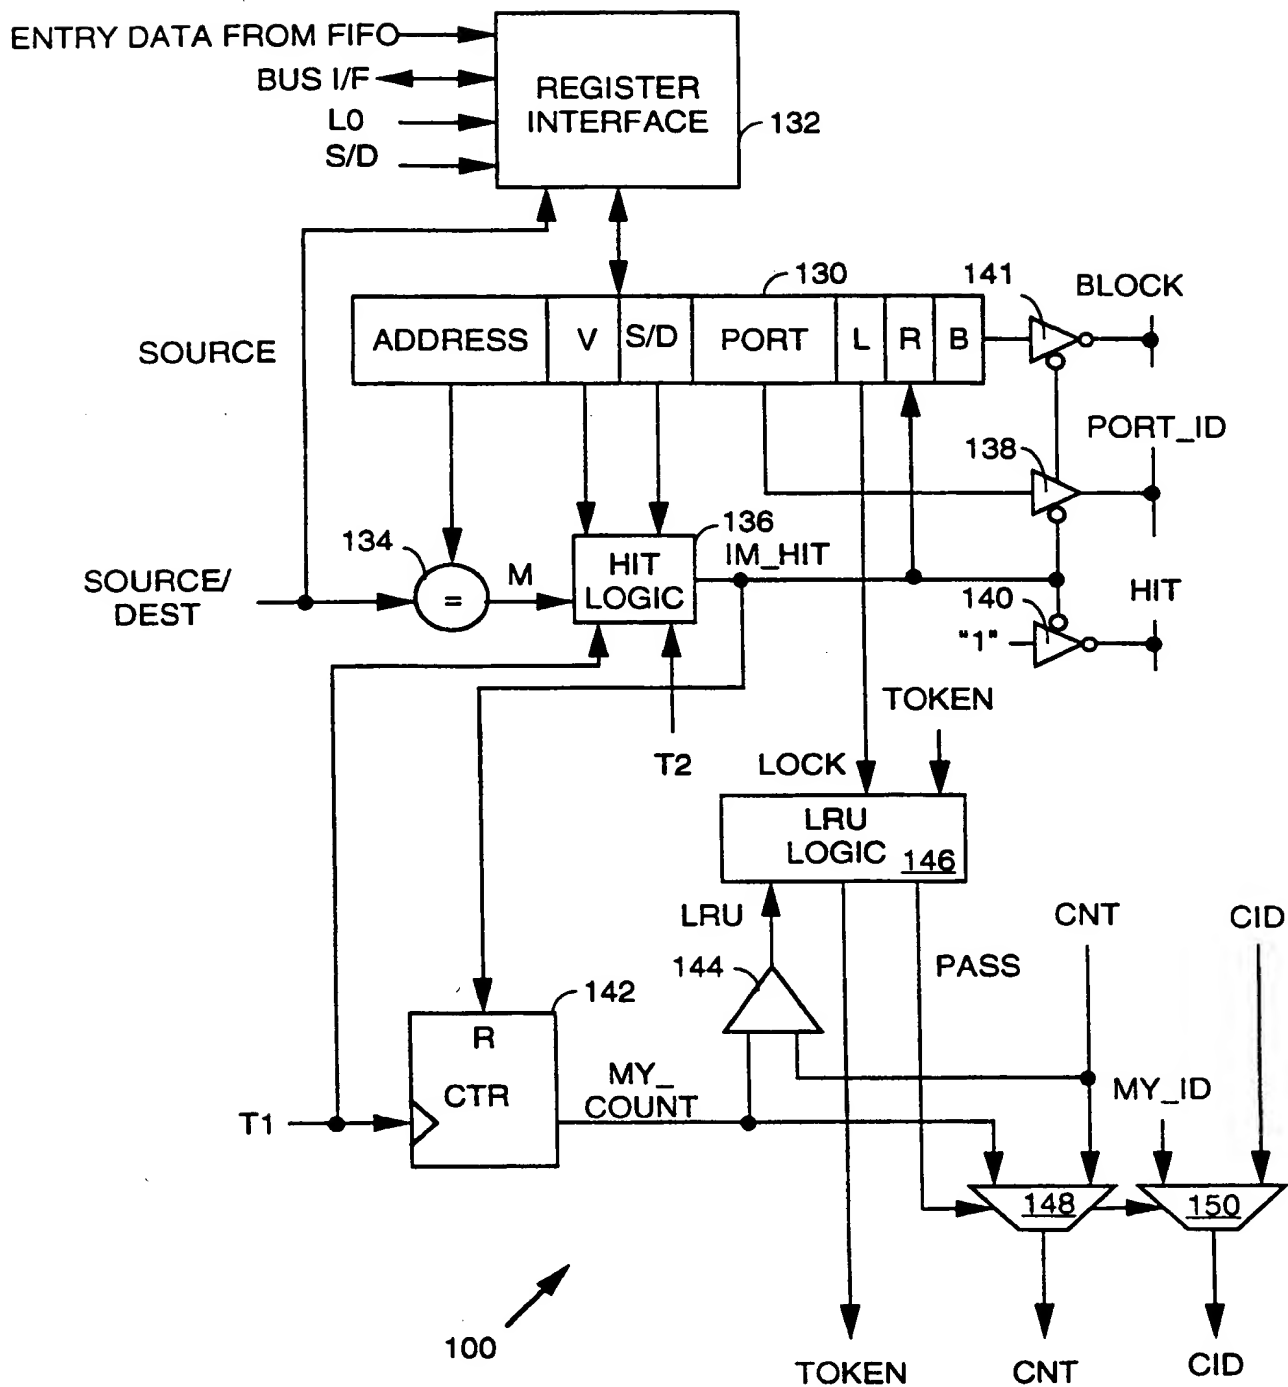 ENTRY DATA FROM FIFO
BUS I/F
L0
S/D
REGISTER
INTERFACE
132
130
141
BLOCK
SOURCE
ADDRESS
V
S/D
PORT
L
R
B
PORT_ID
138
134
136
IM_HIT
SOURCE/
DEST
=
M
HIT
LOGIC
140
HIT
"1"
TOKEN
T2
LOCK
LRU
LOGIC
146
LRU
CNT
CID
144
PASS
142
R
CTR
MY_
COUNT
MY_ID
T1
148
150
100
TOKEN
CNT
CID